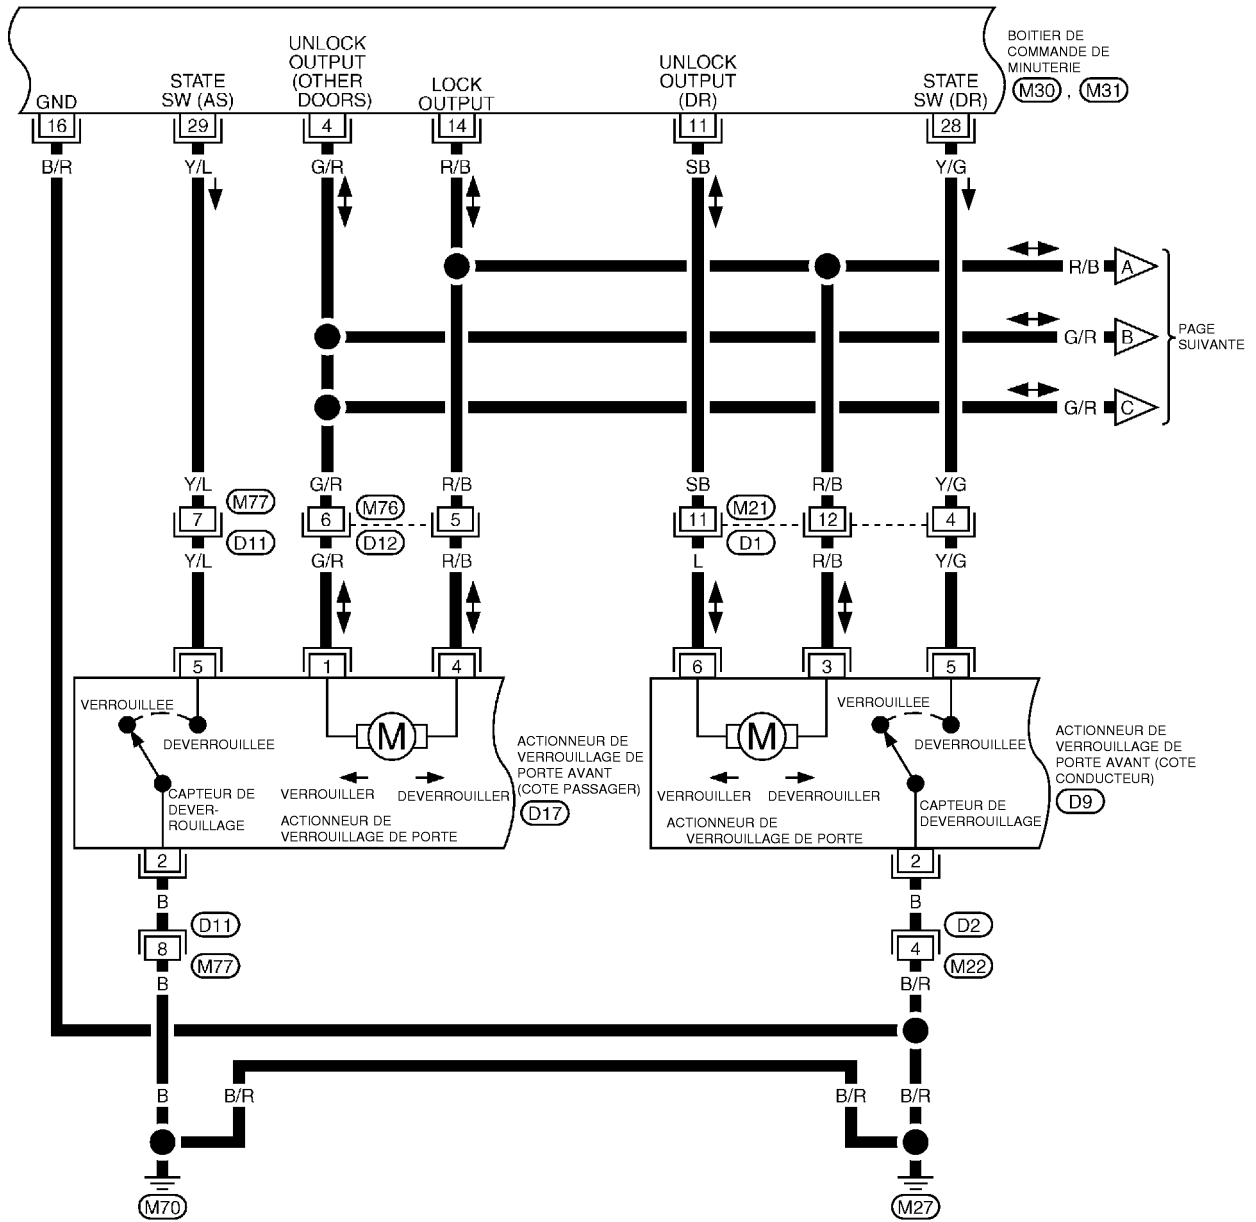 BOITIER DE
COMMANDE DE
MINUTERIE
M30 , M31
GND
STATE
SW (AS)
UNLOCK
OUTPUT
(OTHER
DOORS)
LOCK
OUTPUT
UNLOCK
OUTPUT
(DR)
STATE
SW (DR)
16 29 4 14 11 28
B/R Y/L G/R R/B SB Y/G
R/B A
G/R B
G/R C
PAGE
SUIVANTE
Y/L G/R R/B SB R/B Y/G
M77 M76 M21
7 6 5 11 12 4
D11 D12 D1
Y/L G/R R/B L R/B Y/G
5 1 4 6 3 5
VERROUILLEE
DEVERROUILLEE
CAPTEUR DE
DEVER-
ROUILLAGE
M
VERROUILLER DEVERROUILLER
ACTIONNEUR DE
VERROUILLAGE DE PORTE
ACTIONNEUR DE
VERROUILLAGE DE
PORTE AVANT
(COTE PASSAGER)
D17
M
VERROUILLER DEVERROUILLER
ACTIONNEUR DE
VERROUILLAGE DE PORTE
VERROUILLEE
DEVERROUILLEE
CAPTEUR DE
DEVERROUILLAGE
ACTIONNEUR DE
VERROUILLAGE DE
PORTE AVANT (COTE
CONDUCTEUR)
D9
2 2
B B
D11 D2
8 4
M77 M22
B B/R
B B/R B/R B/R
M70 M27